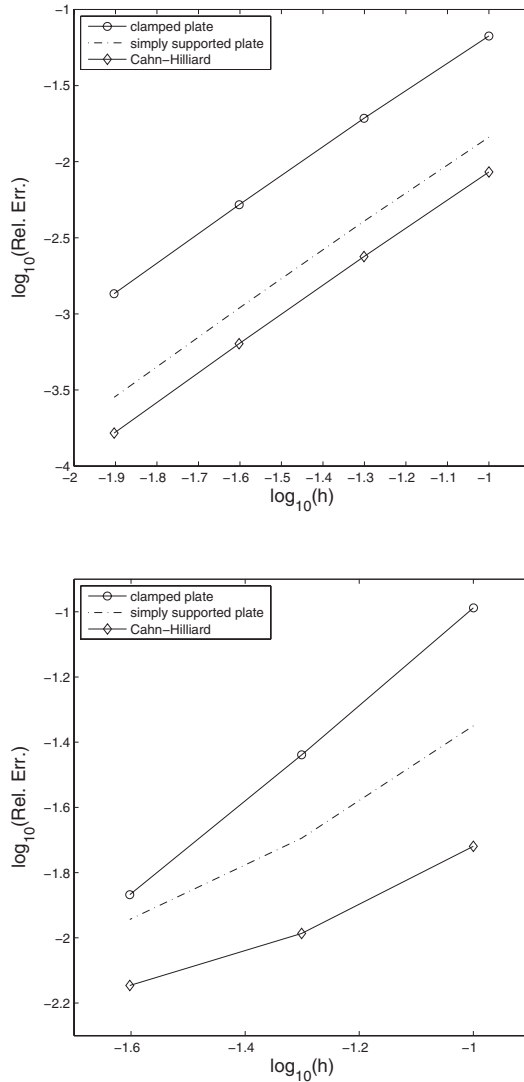 -1
clamped plate
simply supported plate
Cahn-Hilliard
-1.5
-2
-2.5
-3
-3.5
-4
log10(Rel. Err.)
-2 -1.9 -1.8 -1.7 -1.6 -1.5 -1.4 -1.3 -1.2 -1.1 -1 -0.9
log10(h)
clamped plate
simply supported plate
Cahn-Hilliard
-1
-1.2
-1.4
-1.6
-1.8
-2
-2.2
log10(Rel. Err.)
-1.6 -1.4 -1.2 -1
log10(h)